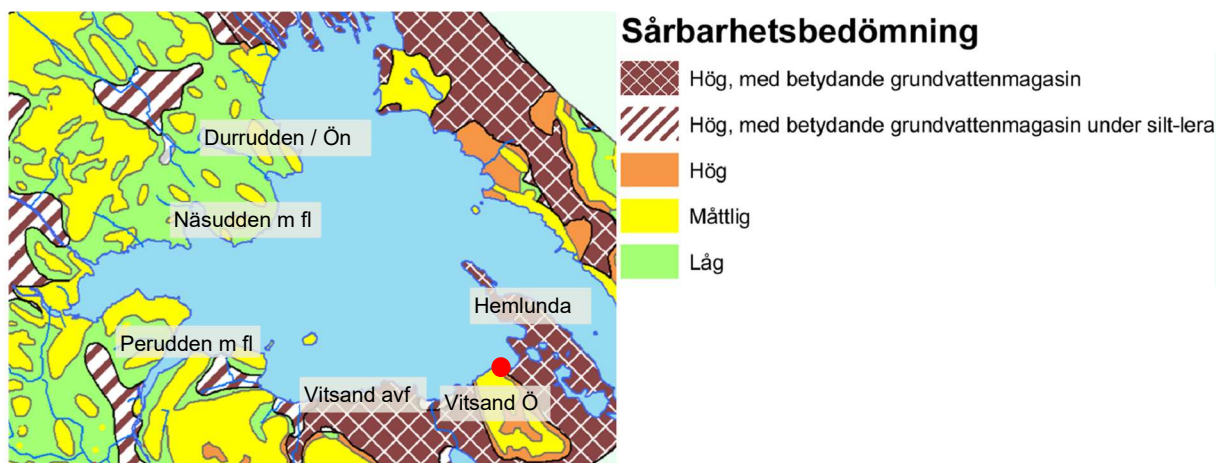 Sårbarhetsbedömning
Hög, med betydande grundvattenmagasin
Hög, med betydande grundvattenmagasin under silt-lera
Hög
Måttlig
Låg
Durrudden / Ön
Näsudden m fl
Hemlunda
Perudden m fl
Vitsand avf
Vitsand Ö